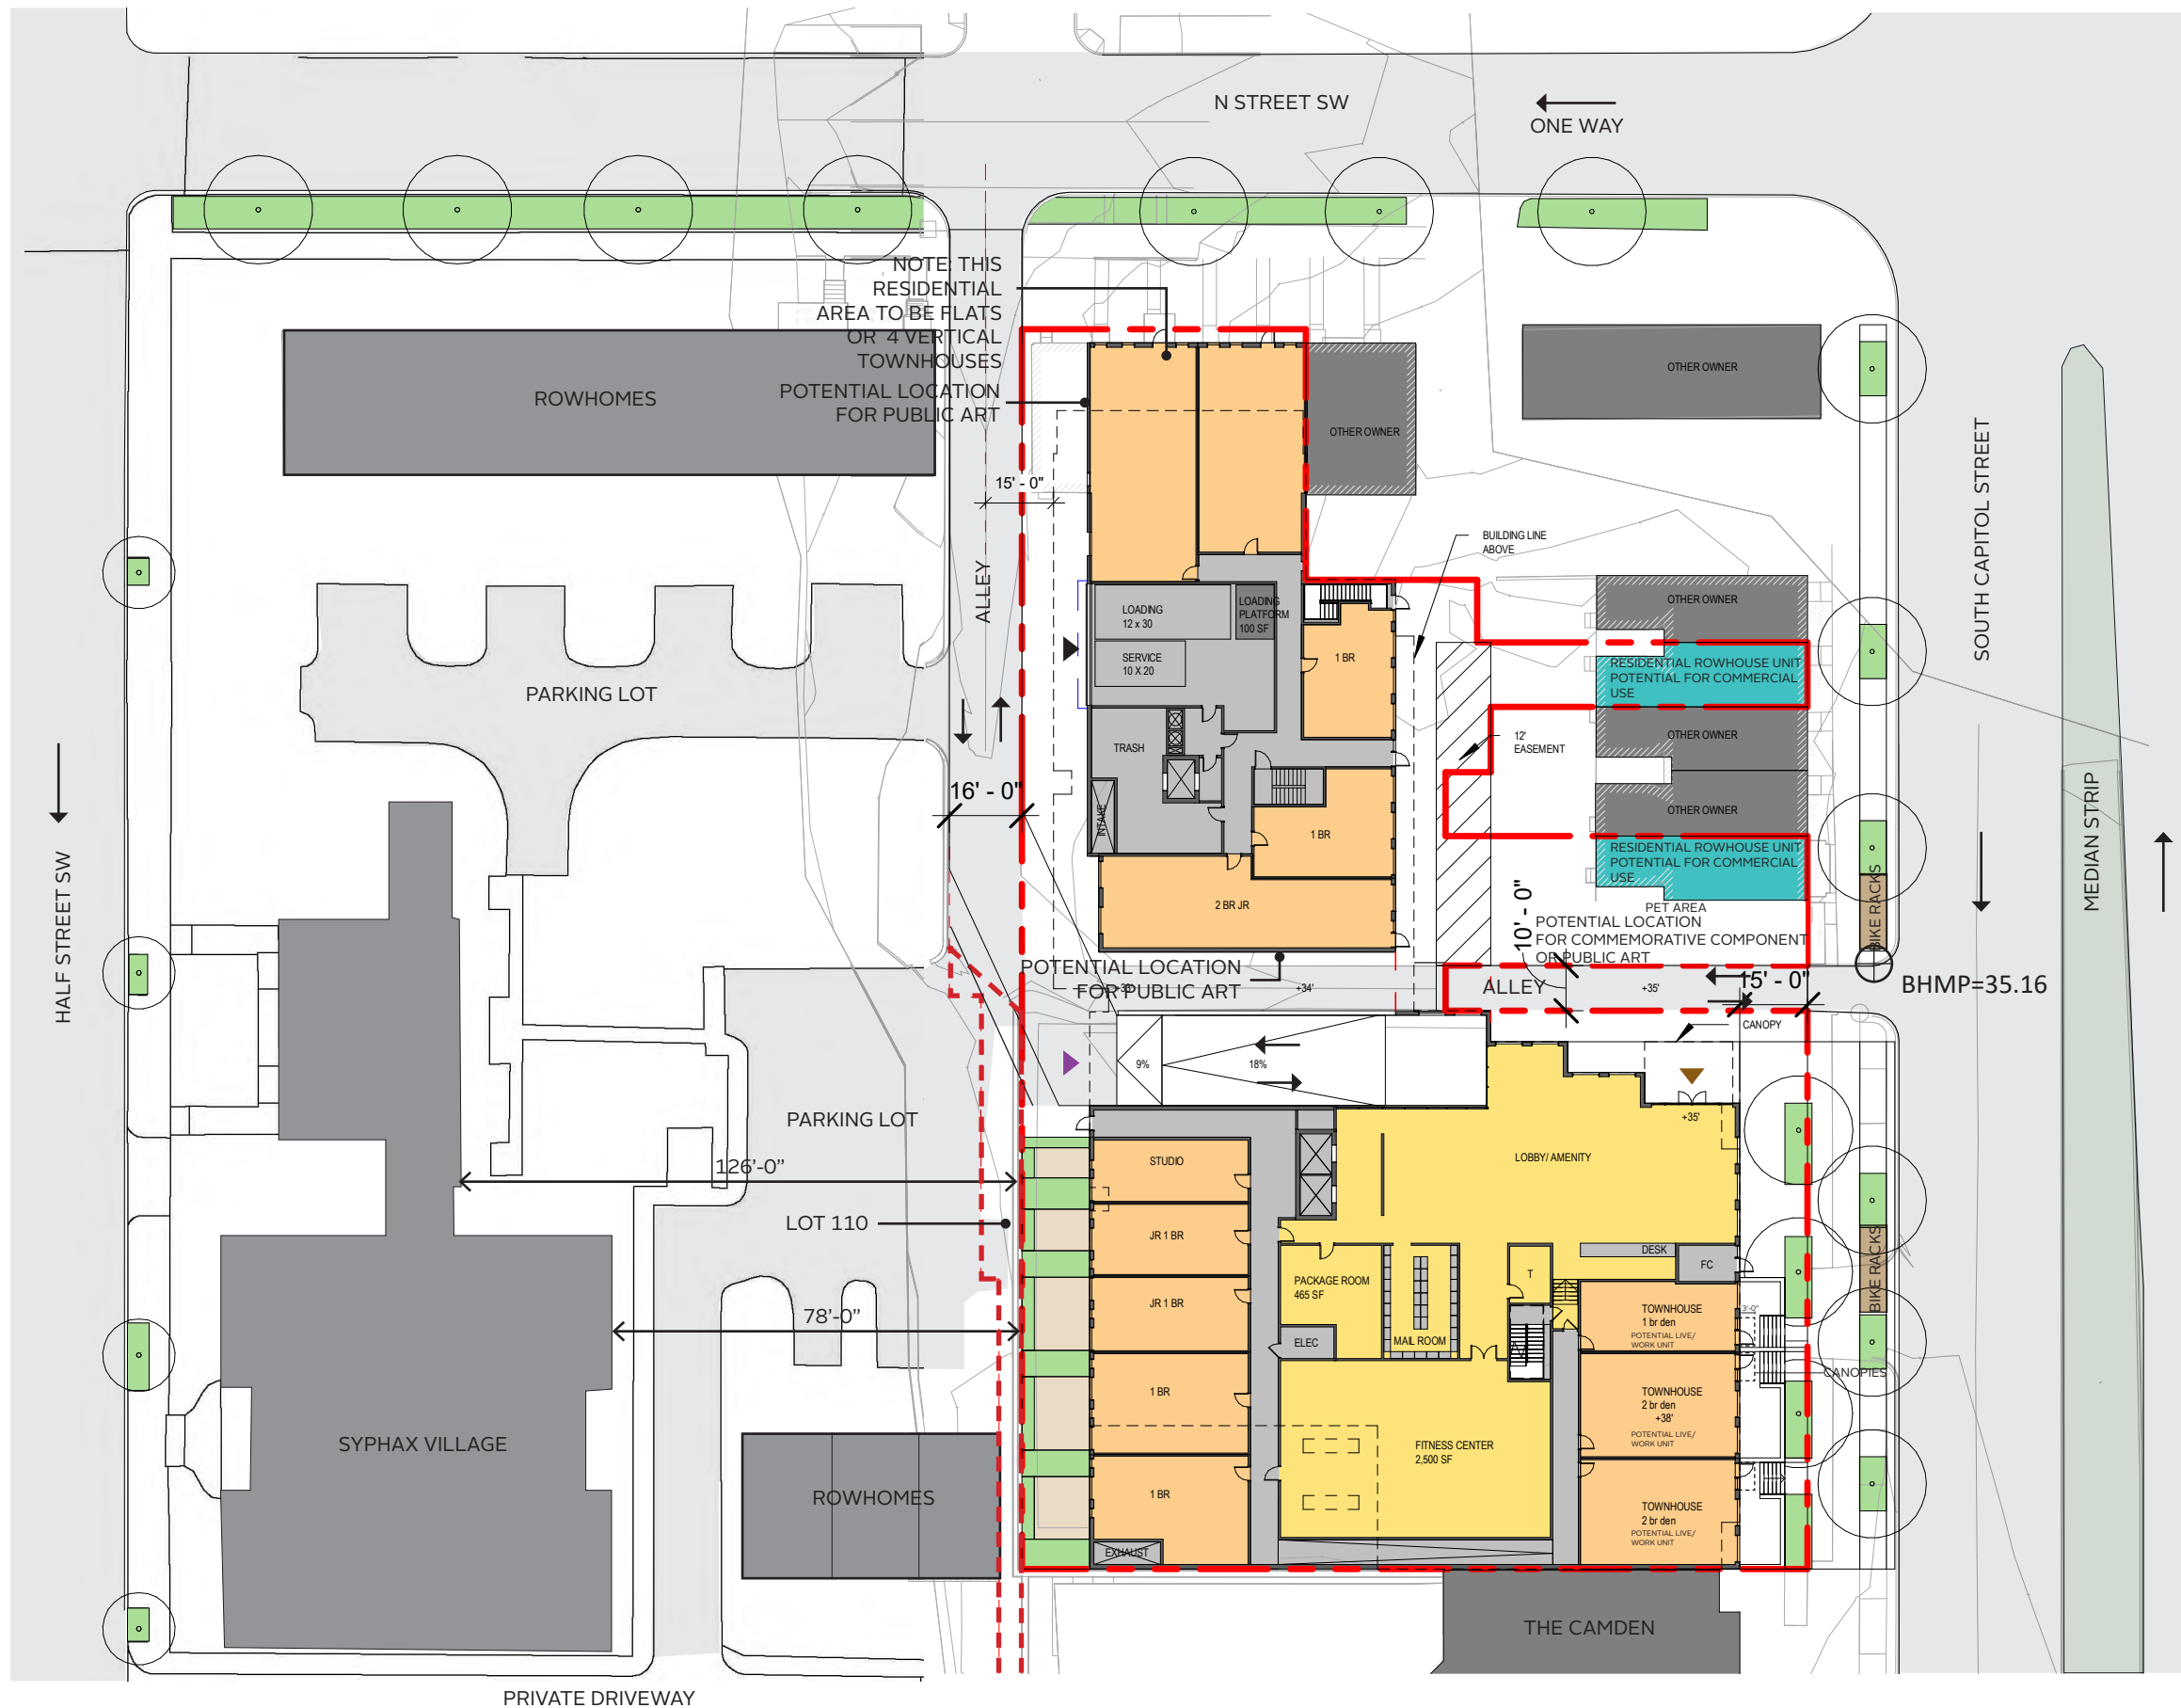 N STREET SW
ONE WAY
NOTE: THIS
RESIDENTIAL
AREA TO BE FLATS
OR 4 VERTICAL
TOWNHOUSES
POTENTIAL LOCATION
FOR PUBLIC ART
ROWHOMES
OTHER OWNER
OTHER OWNER
15' - 0"
BUILDING LINE
ABOVE
ALLEY
SOUTH CAPITOL STREET
LOADING
12 x 30
LOADING
PLATFORM
100 SF
SERVICE
10 X 20
1 BR
OTHER OWNER
RESIDENTIAL ROWHOUSE UNIT
POTENTIAL FOR COMMERCIAL
USE
PARKING LOT
TRASH
12'
EASEMENT
OTHER OWNER
16' - 0"
INTAKE
1 BR
OTHER OWNER
RESIDENTIAL ROWHOUSE UNIT
POTENTIAL FOR COMMERCIAL
USE
MEDIAN STRIP
HALF STREET SW
2 BR JR
10' - 0"
PET AREA
POTENTIAL LOCATION
FOR COMMEMORATIVE COMPONENT
OR PUBLIC ART
BIKE RACKS
POTENTIAL LOCATION
FOR PUBLIC ART
+34'
ALLEY
+35'
15' - 0"
BHMP=35.16
CANOPY
9%
18%
PARKING LOT
+35'
126'-0"
STUDIO
LOBBY/ AMENITY
LOT 110
JR 1 BR
DESK
FC
BIKE RACKS
PACKAGE ROOM
465 SF
T
JR 1 BR
78'-0"
ELEC
MAIL ROOM
TOWNHOUSE
1 br den
POTENTIAL LIVE/
WORK UNIT
3'-0"
CANOPIES
1 BR
TOWNHOUSE
2 br den
+38'
POTENTIAL LIVE/
WORK UNIT
SYPHAX VILLAGE
FITNESS CENTER
2,500 SF
ROWHOMES
1 BR
TOWNHOUSE
2 br den
POTENTIAL LIVE/
WORK UNIT
EXHAUST
THE CAMDEN
PRIVATE DRIVEWAY